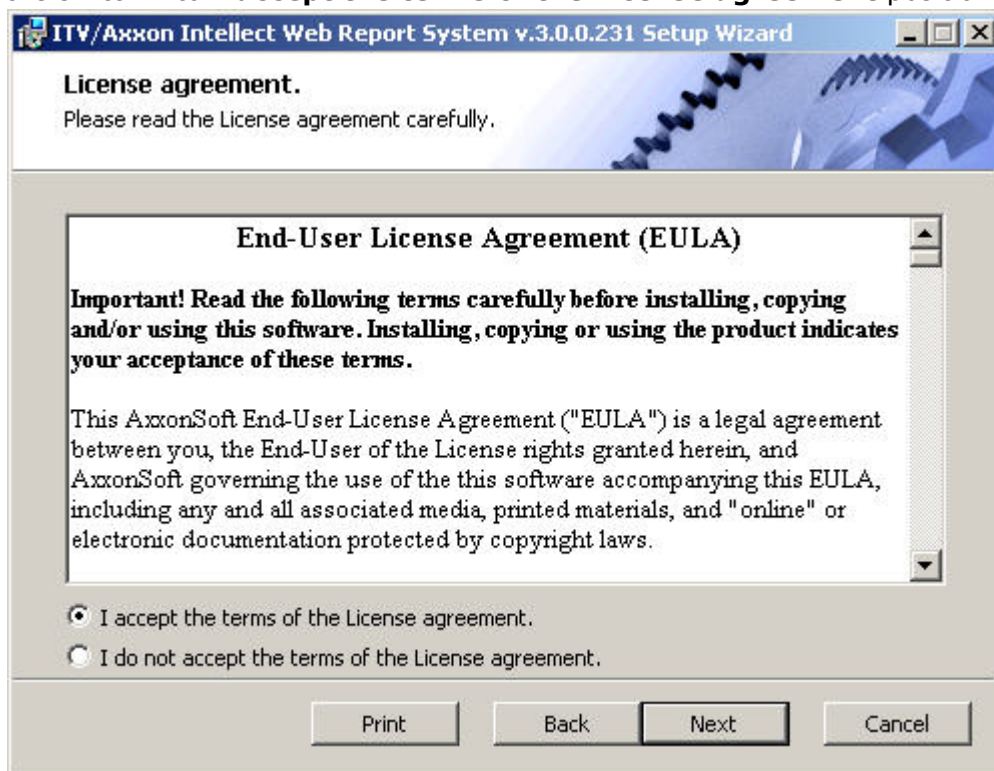 ITV/Axxon Intellect Web Report System v.3.0.0.231 Setup Wizard
License agreement.
Please read the License agreement carefully.
End-User License Agreement (EULA)
Important! Read the following terms carefully before installing, copying
and/or using this software. Installing, copying or using the product indicates
your acceptance of these terms.
This AxxonSoft End-User License Agreement ("EULA") is a legal agreement
between you, the End-User of the License rights granted herein, and
AxxonSoft governing the use of the this software accompanying this EULA,
including any and all associated media, printed materials, and "online" or
electronic documentation protected by copyright laws.
I accept the terms of the License agreement.
I do not accept the terms of the License agreement.
Print Back Next Cancel